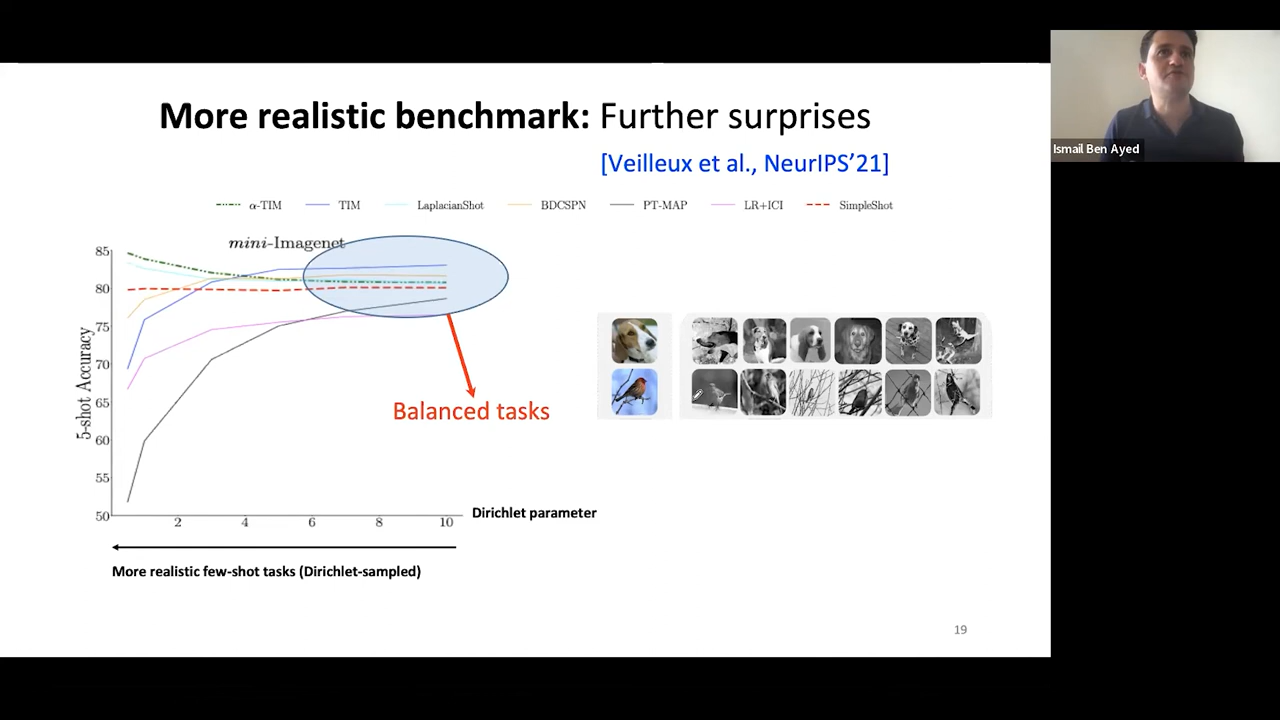 More realistic benchmark: Further surprises
[Veilleux et al., NeurIPS'21]
α-TIM TIM LaplacianShot BDCSPN PT-MAP LR+ICI SimpleShot
mini-Imagenet
5-shot Accuracy
85
80
75
70
65
60
55
50
2 4 6 8 10
Dirichlet parameter
More realistic few-shot tasks (Dirichlet-sampled)
Balanced tasks
19
Ismail Ben Ayed